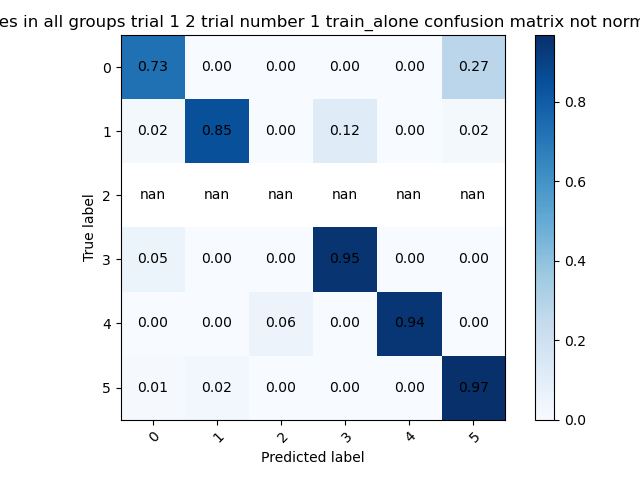 es in all groups trial 1 2 trial number 1 train_alone confusion matrix not norm
0 0.73 0.00 0.00 0.00 0.00 0.27
1 0.02 0.85 0.00 0.12 0.00 0.02
2 nan nan nan nan nan nan
3 0.05 0.00 0.00 0.95 0.00 0.00
4 0.00 0.00 0.06 0.00 0.94 0.00
5 0.01 0.02 0.00 0.00 0.00 0.97
0 1 2 3 4 5
True label
Predicted label
0.8
0.6
0.4
0.2
0.0